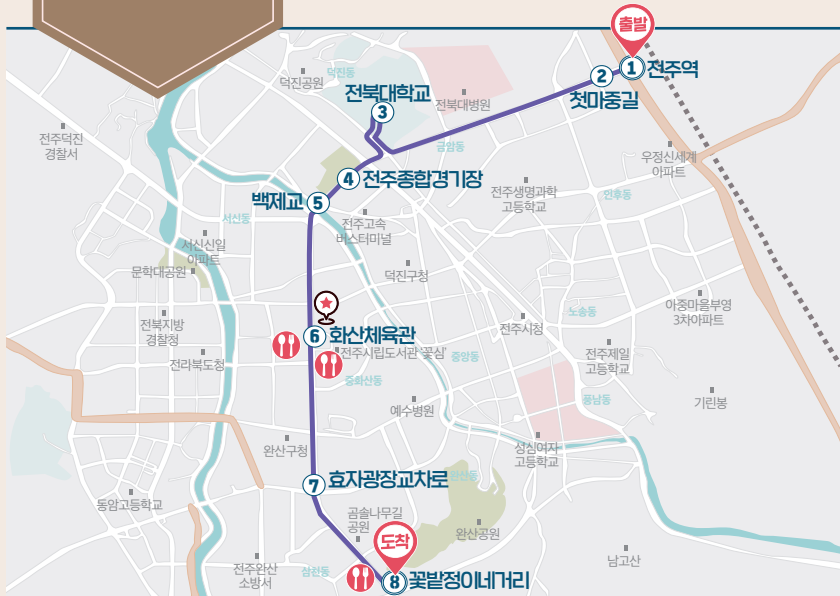 출발
1 전주역
2
첫마중길
덕진동
덕진공원
전북대학교
3
전북대병원
전주덕진
경찰서
금암동
우정신세계
아파트
4 전주종합경기장
전주생명과학
고등학교
인후동
백제교 5
서신동
전주고속
버스터미널
서신신일
아파트
문학대공원
덕진구청
아중마을부영
3차아파트
노송동
전북지방
경찰청
6 화산체육관
전주시청
전주시립도서관 '꽃심'
중앙동
전라북도청
전주제일
고등학교
중화산동
예수병원
풍남동
기린봉
완산구청
성심여자
고등학교
7 효자광장교차로
완산동
동암고등학교
곰솔나무길
공원
도착
완산공원
남고산
전주완산
소방서
삼천동
8 꽃밭정이네거리